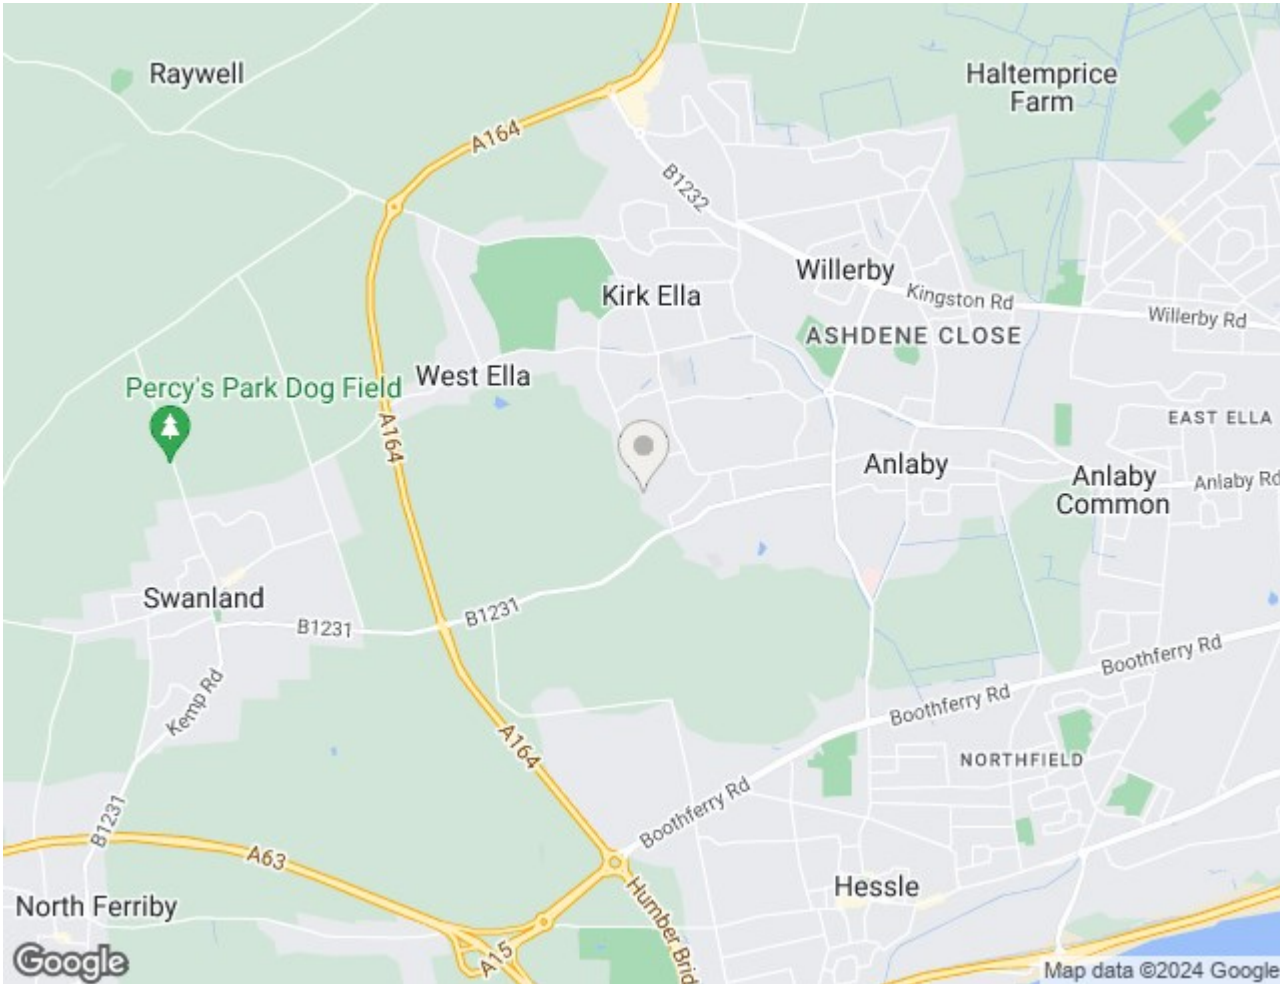 Raywell
Haltemprice
Farm
A164
B1232
Willerby
Kirk Ella
Kingston Rd
Willerby Rd
ASHDENE CLOSE
West Ella
Percy's Park Dog Field
A164
EAST ELLA
Anlaby
Anlaby
Common
Anlaby Rd
Swanland
B1231
B1231
Kemp Rd
Boothferry Rd
Boothferry Rd
A164
NORTHFIELD
Boothferry Rd
B1231
A63
Hessle
Humber Brid
North Ferriby
A15
Google
Map data ©2024 Google